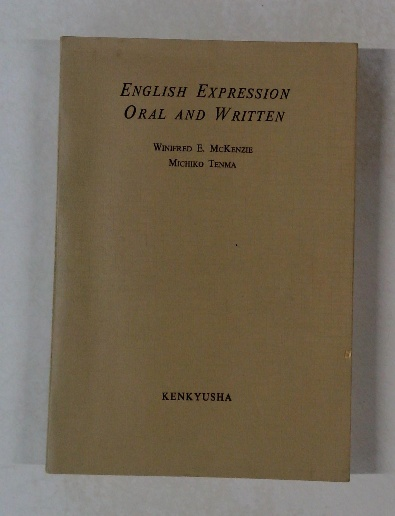 ENGLISH EXPRESSION
ORAL AND WRITTEN
WINIFRED E. MCKENZIE
MICHIKO TENMA
KENKYUSHA